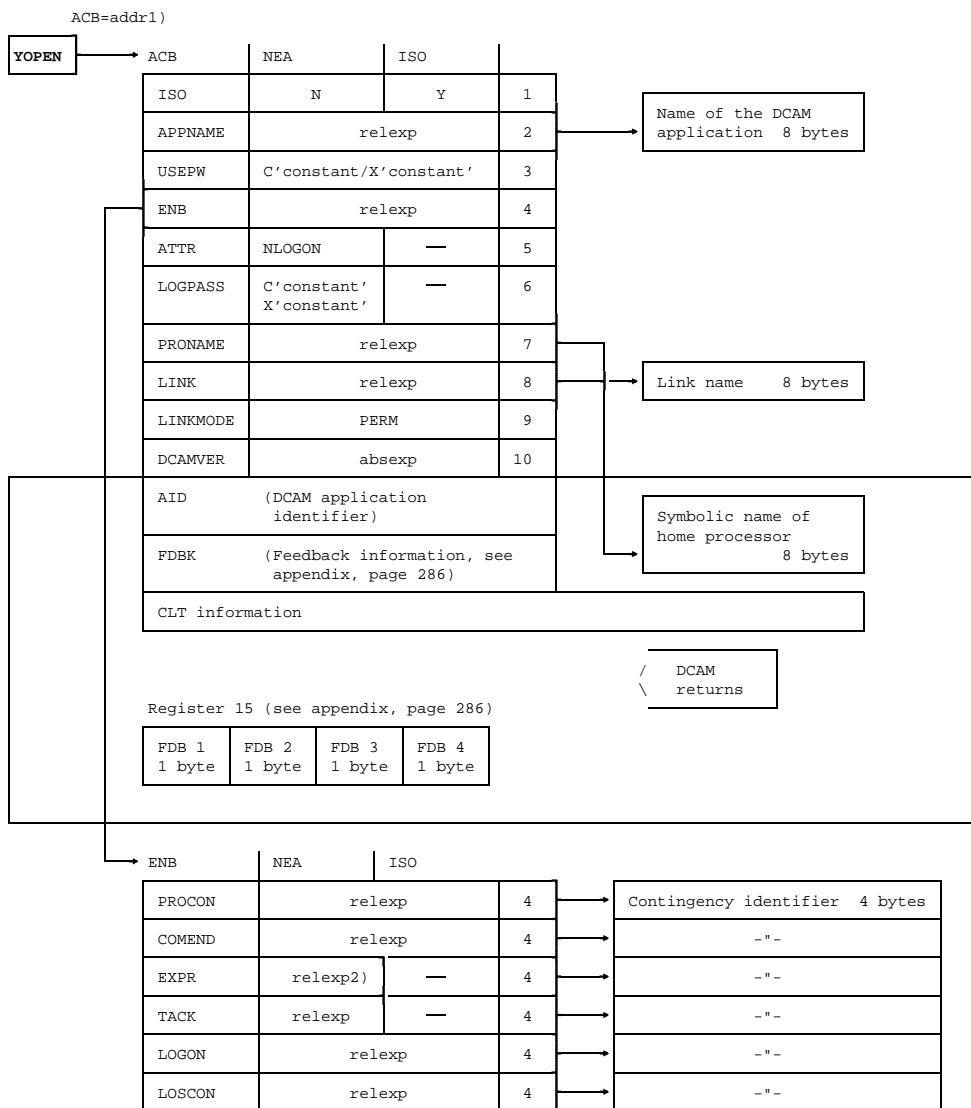 ACB=addr1)
YOPEN ACB NEA ISO
ISO N Y 1
Name of the DCAM
APPNAME relexp 2 application 8 bytes
USEPW C'constant/X'constant' 3
ENB relexp 4
ATTR NLOGON — 5
LOGPASS C'constant' — 6
X'constant'
PRONAME relexp 7
LINK relexp 8 Link name 8 bytes
LINKMODE PERM 9
DCAMVER absexp 10
AID (DCAM application
identifier)
Symbolic name of
home processor
8 bytes
FDBK (Feedback information, see
appendix, page 286)
CLT information
/ DCAM
\ returns
Register 15 (see appendix, page 286)
FDB 1 FDB 2 FDB 3 FDB 4
1 byte 1 byte 1 byte 1 byte
ENB NEA ISO
PROCON relexp 4 Contingency identifier 4 bytes
COMEND relexp 4 -"-
EXPR relexp2) — 4 -"-
TACK relexp — 4 -"-
LOGON relexp 4 -"-
LOSCON relexp 4 -"-